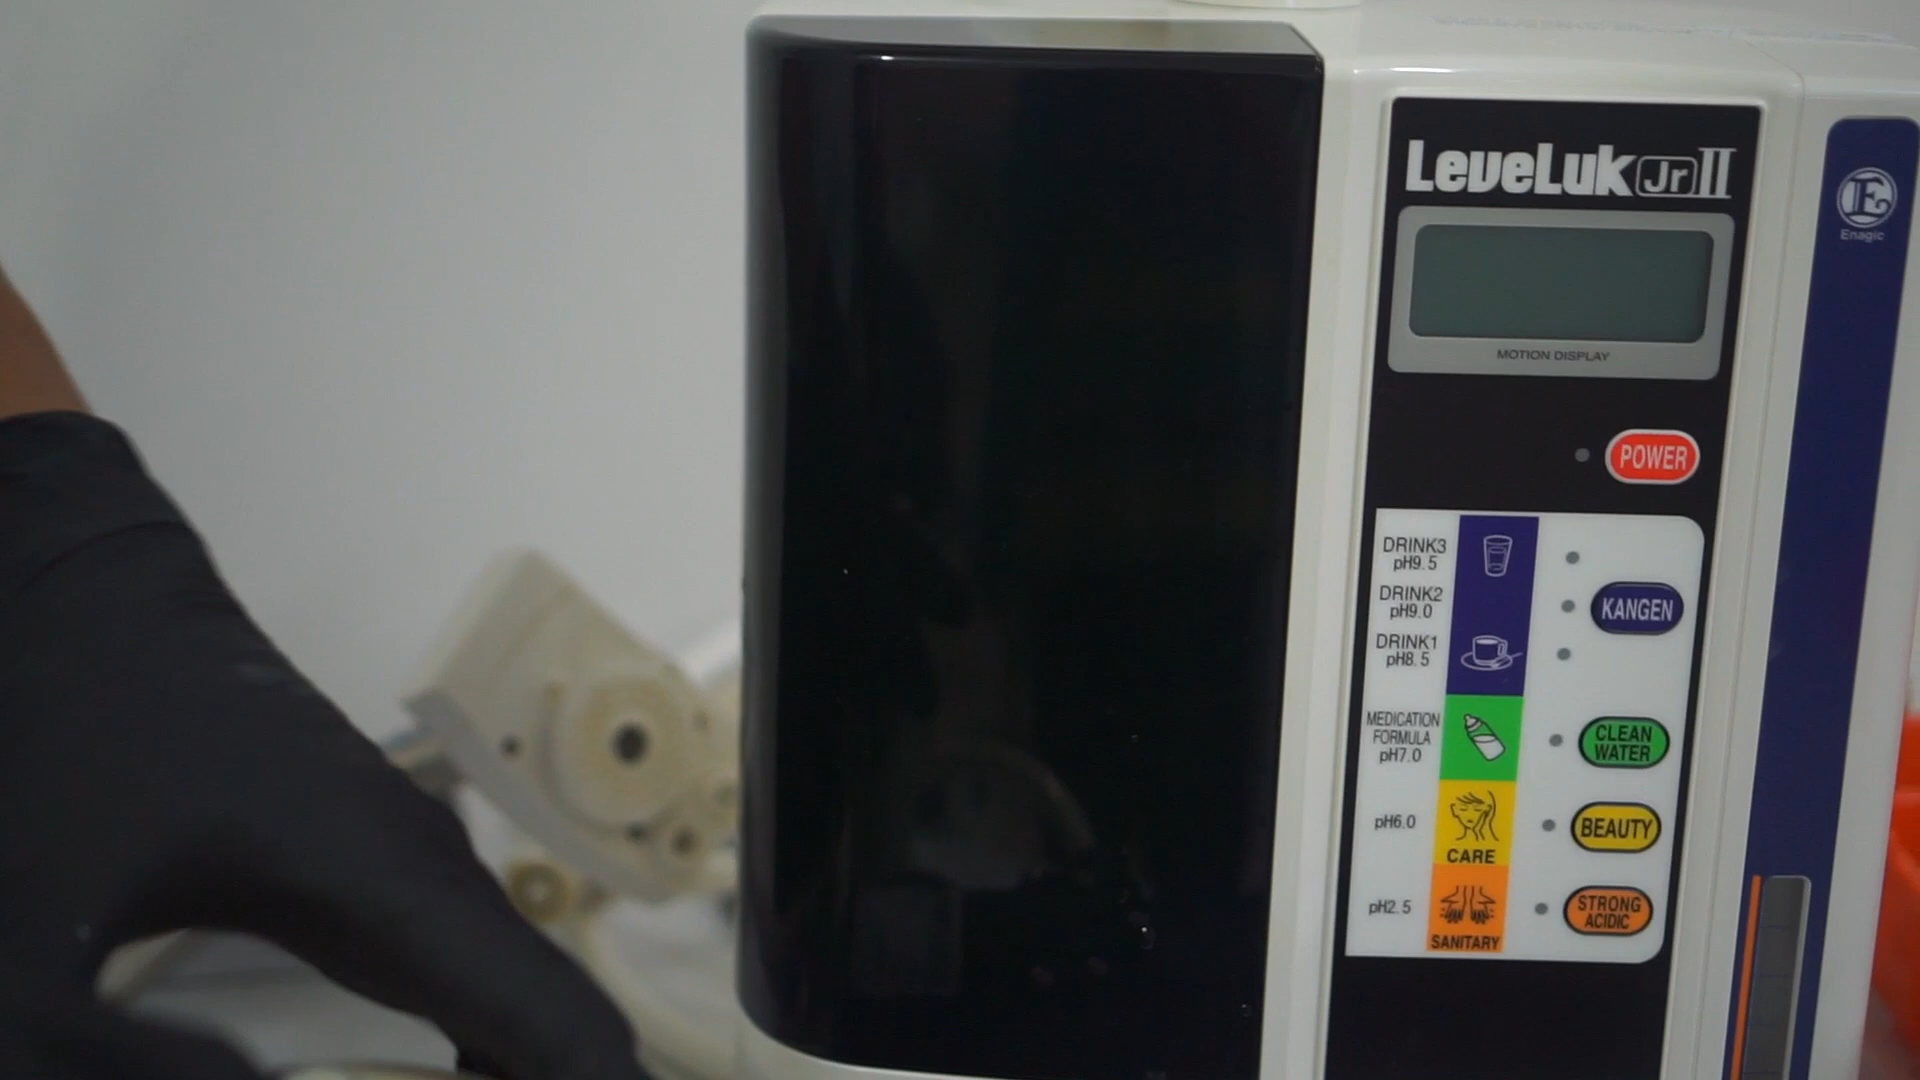 LeveLuk Jr II
Enagic
MOTION DISPLAY
POWER
DRINK3
pH9.5
DRINK2
pH9.0
KANGEN
DRINK1
pH8.5
MEDICATION
FORMULA
pH7.0
CLEAN
WATER
pH6.0
CARE
BEAUTY
pH2.5
SANITARY
STRONG
ACIDIC